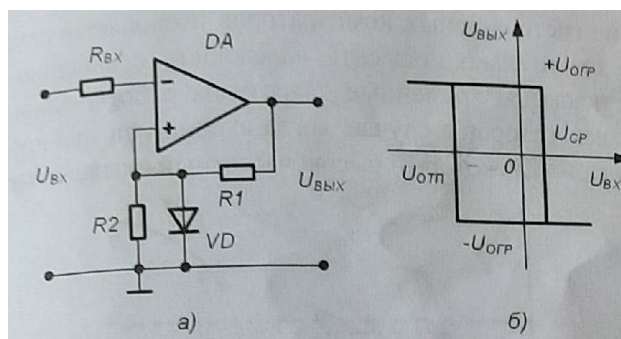 DA
Rвх
−
+
Uвх
R1
R2
VD
Uвых
а)
Uвых
+Uогр
Uср
Uотп
0
Uвх
-Uогр
б)